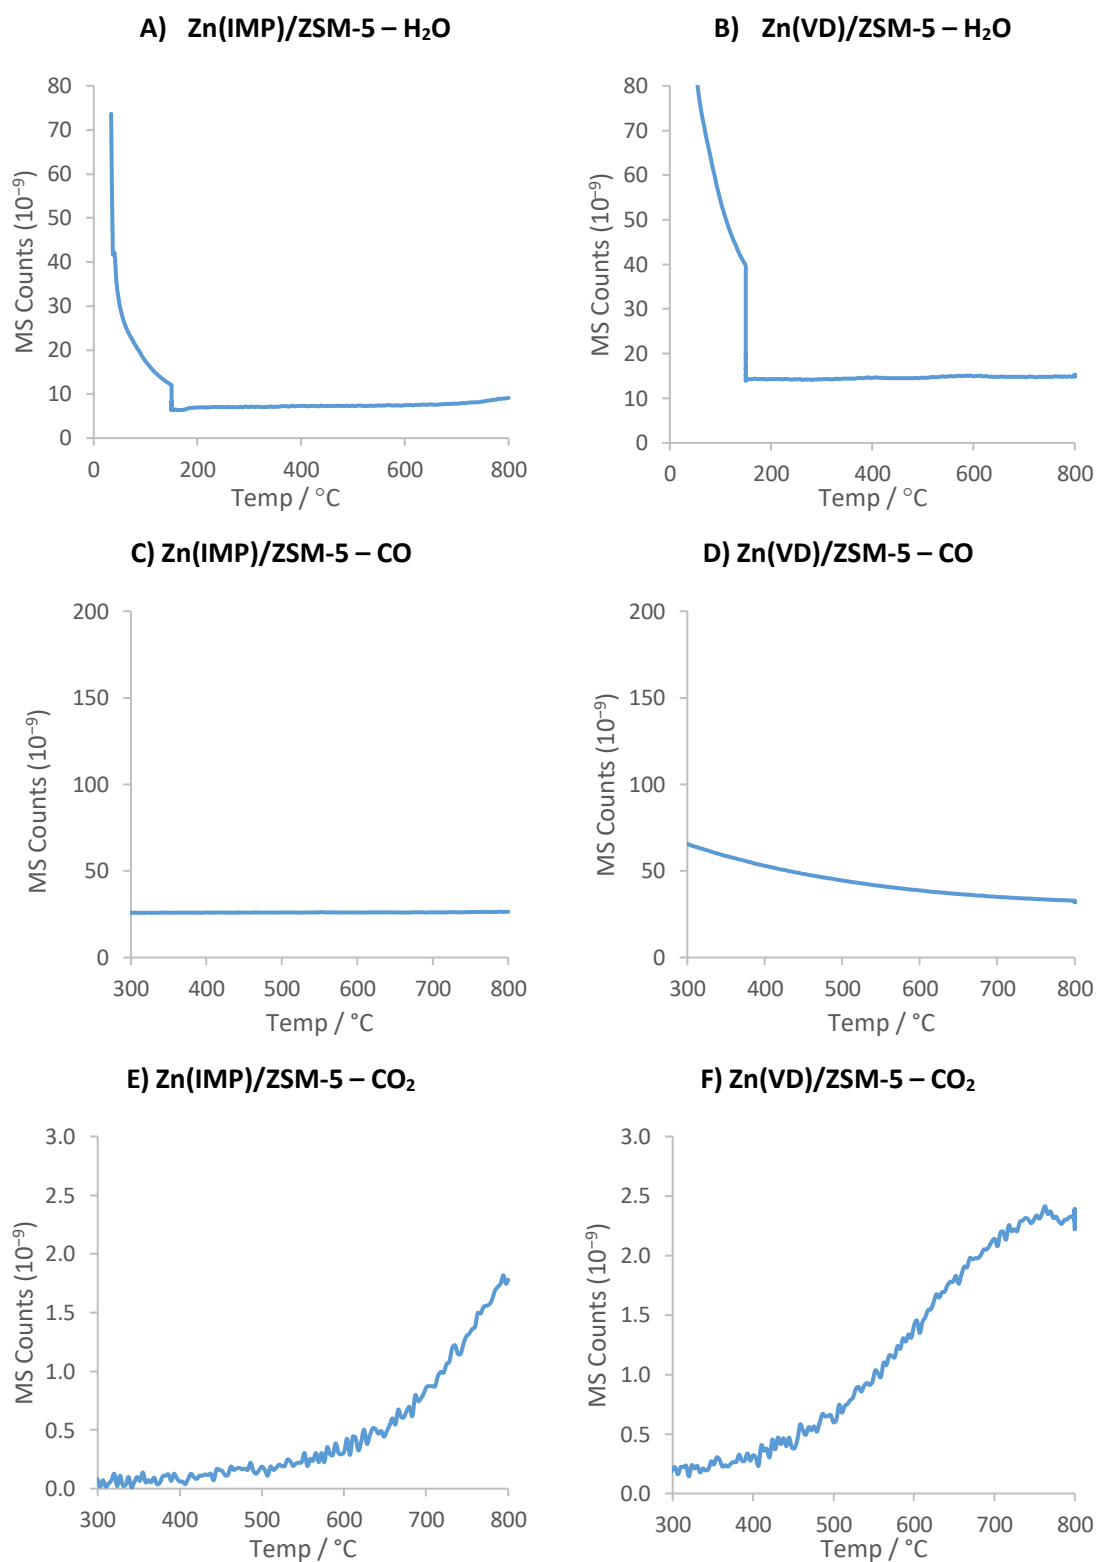 A) Zn(IMP)/ZSM-5 – H₂O
80
70
60
50
40
30
20
10
0
MS Counts (10⁻⁹)
0 200 400 600 800
Temp / °C
B) Zn(VD)/ZSM-5 – H₂O
80
70
60
50
40
30
20
10
0
MS Counts (10⁻⁹)
0 200 400 600 800
Temp / °C
C) Zn(IMP)/ZSM-5 – CO
200
150
100
50
0
MS Counts (10⁻⁹)
300 400 500 600 700 800
Temp / °C
D) Zn(VD)/ZSM-5 – CO
200
150
100
50
0
MS Counts (10⁻⁹)
300 400 500 600 700 800
Temp / °C
E) Zn(IMP)/ZSM-5 – CO₂
3.0
2.5
2.0
1.5
1.0
0.5
0.0
MS Counts (10⁻⁹)
300 400 500 600 700 800
Temp / °C
F) Zn(VD)/ZSM-5 – CO₂
3.0
2.5
2.0
1.5
1.0
0.5
0.0
MS Counts (10⁻⁹)
300 400 500 600 700 800
Temp / °C